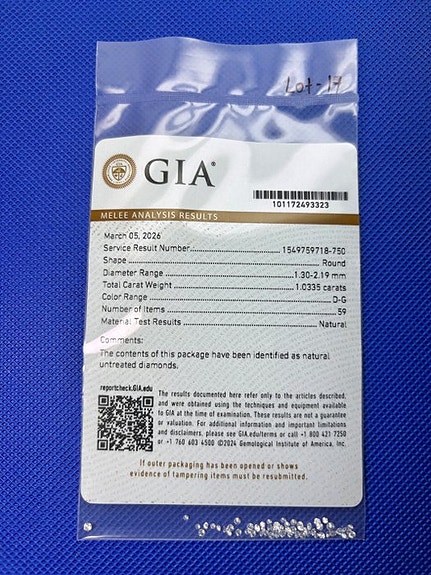 Lot-17
GIA®
101172493323
MELEE ANALYSIS RESULTS
March 05, 2026
Service Result Number 1549759718-750
Shape Round
Diameter Range 1.30-2.19 mm
Total Carat Weight 1.0335 carats
Color Range D-G
Number of Items 59
Material Test Results Natural
Comments:
The contents of this package have been identified as natural
untreated diamonds.
reportcheck.GIA.edu
The results documented here refer only to the articles described,
and were obtained using the techniques and equipment available
to GIA at the time of examination. These results are not a guarantee
or valuation. For additional information and important limitations
and disclaimers, please see GIA.edu/terms or call +1 800 421 7250
or +1 760 603 4500 ©2024 Gemological Institute of America, Inc.
If outer packaging has been opened or shows
evidence of tampering items must be resubmitted.